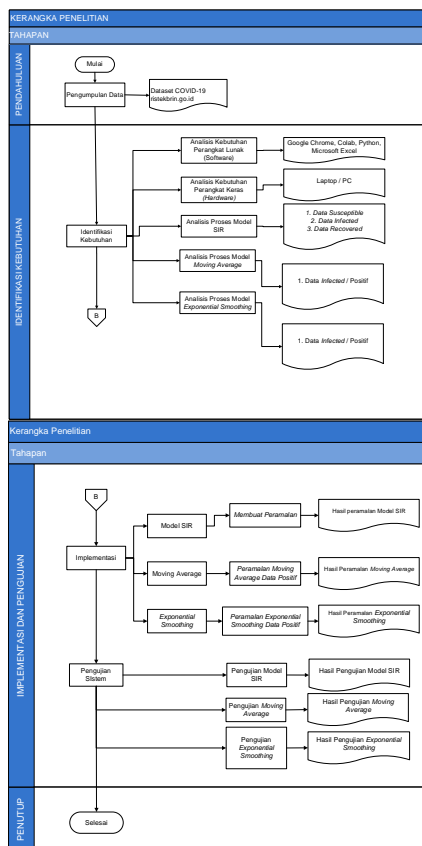 KERANGKA PENELITIAN
TAHAPAN
PENDAHULUAN
Mulai
Pengumpulan Data
Dataset COVID-19
ristekbrin.go.id
IDENTIFIKASI KEBUTUHAN
Identifikasi
Kebutuhan
B
Analisis Kebutuhan
Perangkat Lunak
(Software)
Google Chrome, Colab, Python,
Microsoft Excel
Analisis Kebutuhan
Perangkat Keras
(Hardware)
Laptop / PC
Analisis Proses Model
SIR
1. Data Susceptible
2. Data Infected
3. Data Recovered
Analisis Proses Model
Moving Average
1. Data Infected / Positif
Analisis Proses Model
Exponential Smoothing
1. Data Infected / Positif
Kerangka Penelitian
Tahapan
IMPLEMENTASI DAN PENGUJIAN
B
Implementasi
Model SIR
Membuat Peramalan
Hasil peramalan Model SIR
Moving Average
Peramalan Moving
Average Data Positif
Hasil Peramalan Moving Average
Exponential
Smoothing
Peramalan Exponential
Smoothing Data Positif
Hasil Peramalan Exponential
Smoothing
Pengujian
SIstem
Pengujian Model
SIR
Hasil Pengujian Model SIR
Pengujian Moving
Average
Hasil Pengujian Moving
Average
Pengujian
Exponential
Smoothing
Hasil Pengujian Exponential
Smoothing
PENUTUP
Selesai